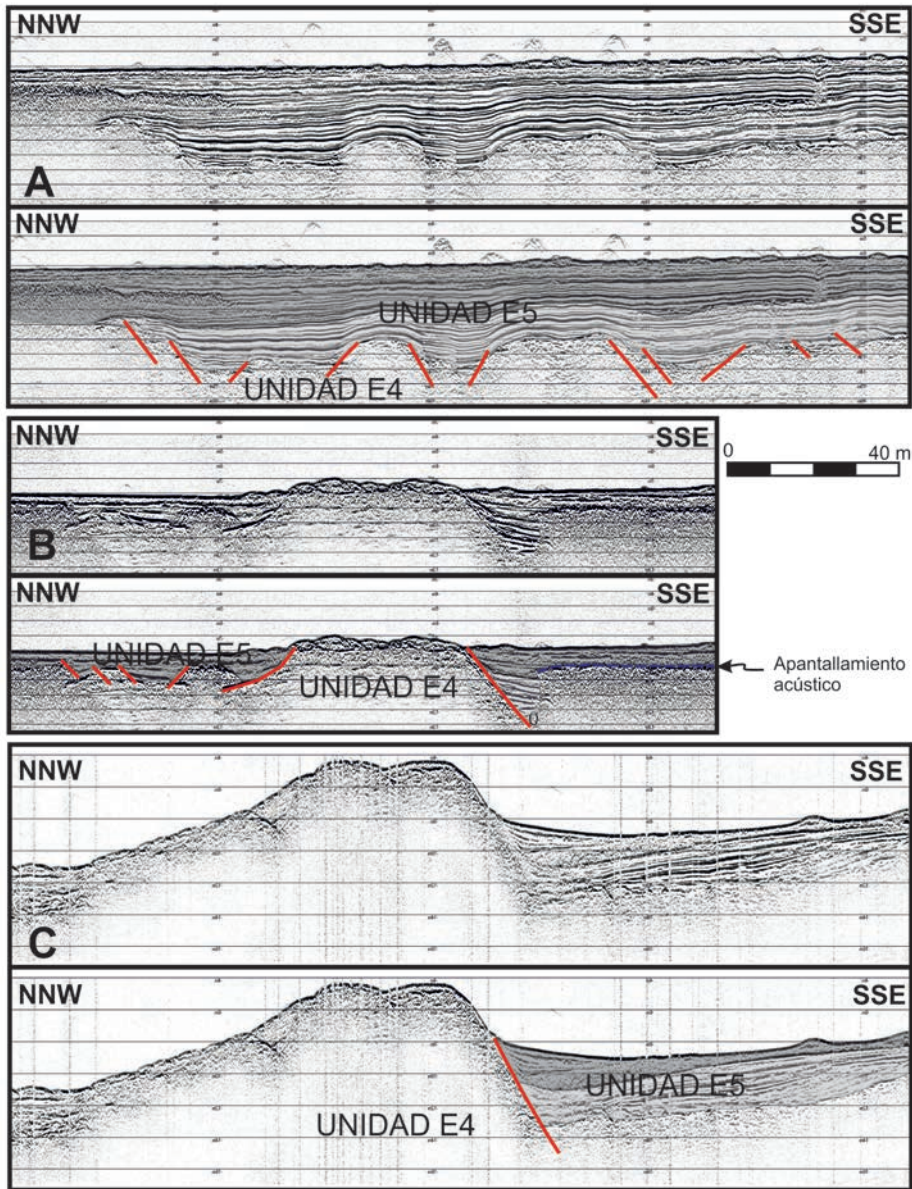 NNW SSE
A
NNW SSE
UNIDAD E5
UNIDAD E4
NNW SSE
0 40 m
B
NNW SSE
UNIDAD E5
UNIDAD E4
Apantallamiento
acústico
NNW SSE
C
NNW SSE
UNIDAD E5
UNIDAD E4